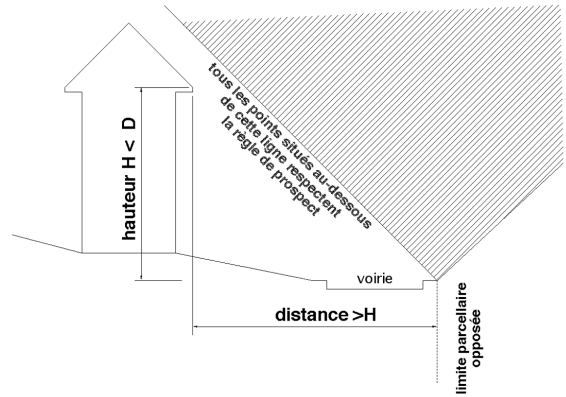 hauteur H < D
tous les points situés au-dessous
de cette ligne respectent
la règle de prospect
voirie
distance >H
limite parcellaire
opposée